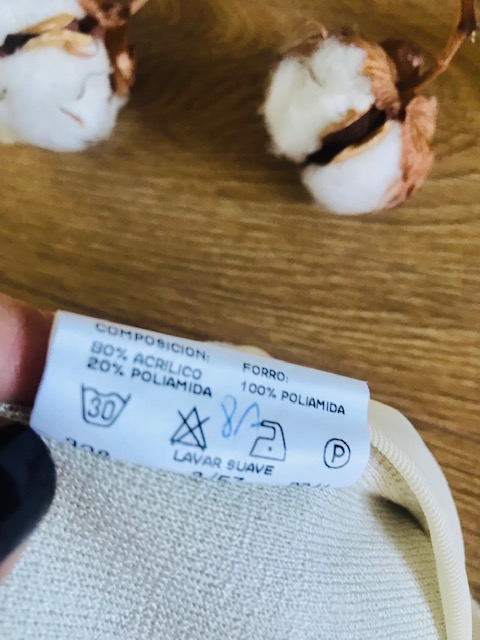 COMPOSICION:
80% ACRILICO
20% POLIAMIDA
FORRO:
100% POLIAMIDA
30
P
LAVAR SUAVE